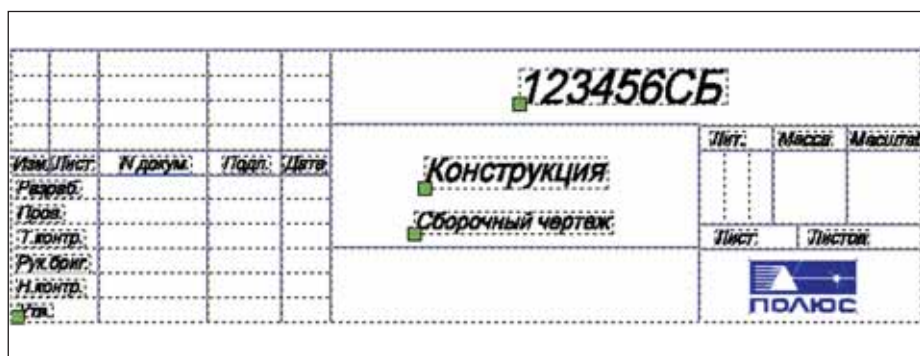 123456СБ
Лит. Масса Масштаб
Изм. Лист N докум. Подп. Дата
Конструкция
Разраб.
Пров.
Сборочный чертеж
Т.контр.
Лист Листов
Рук.бриг.
Н.контр.
ПОЛЮС
Утв.